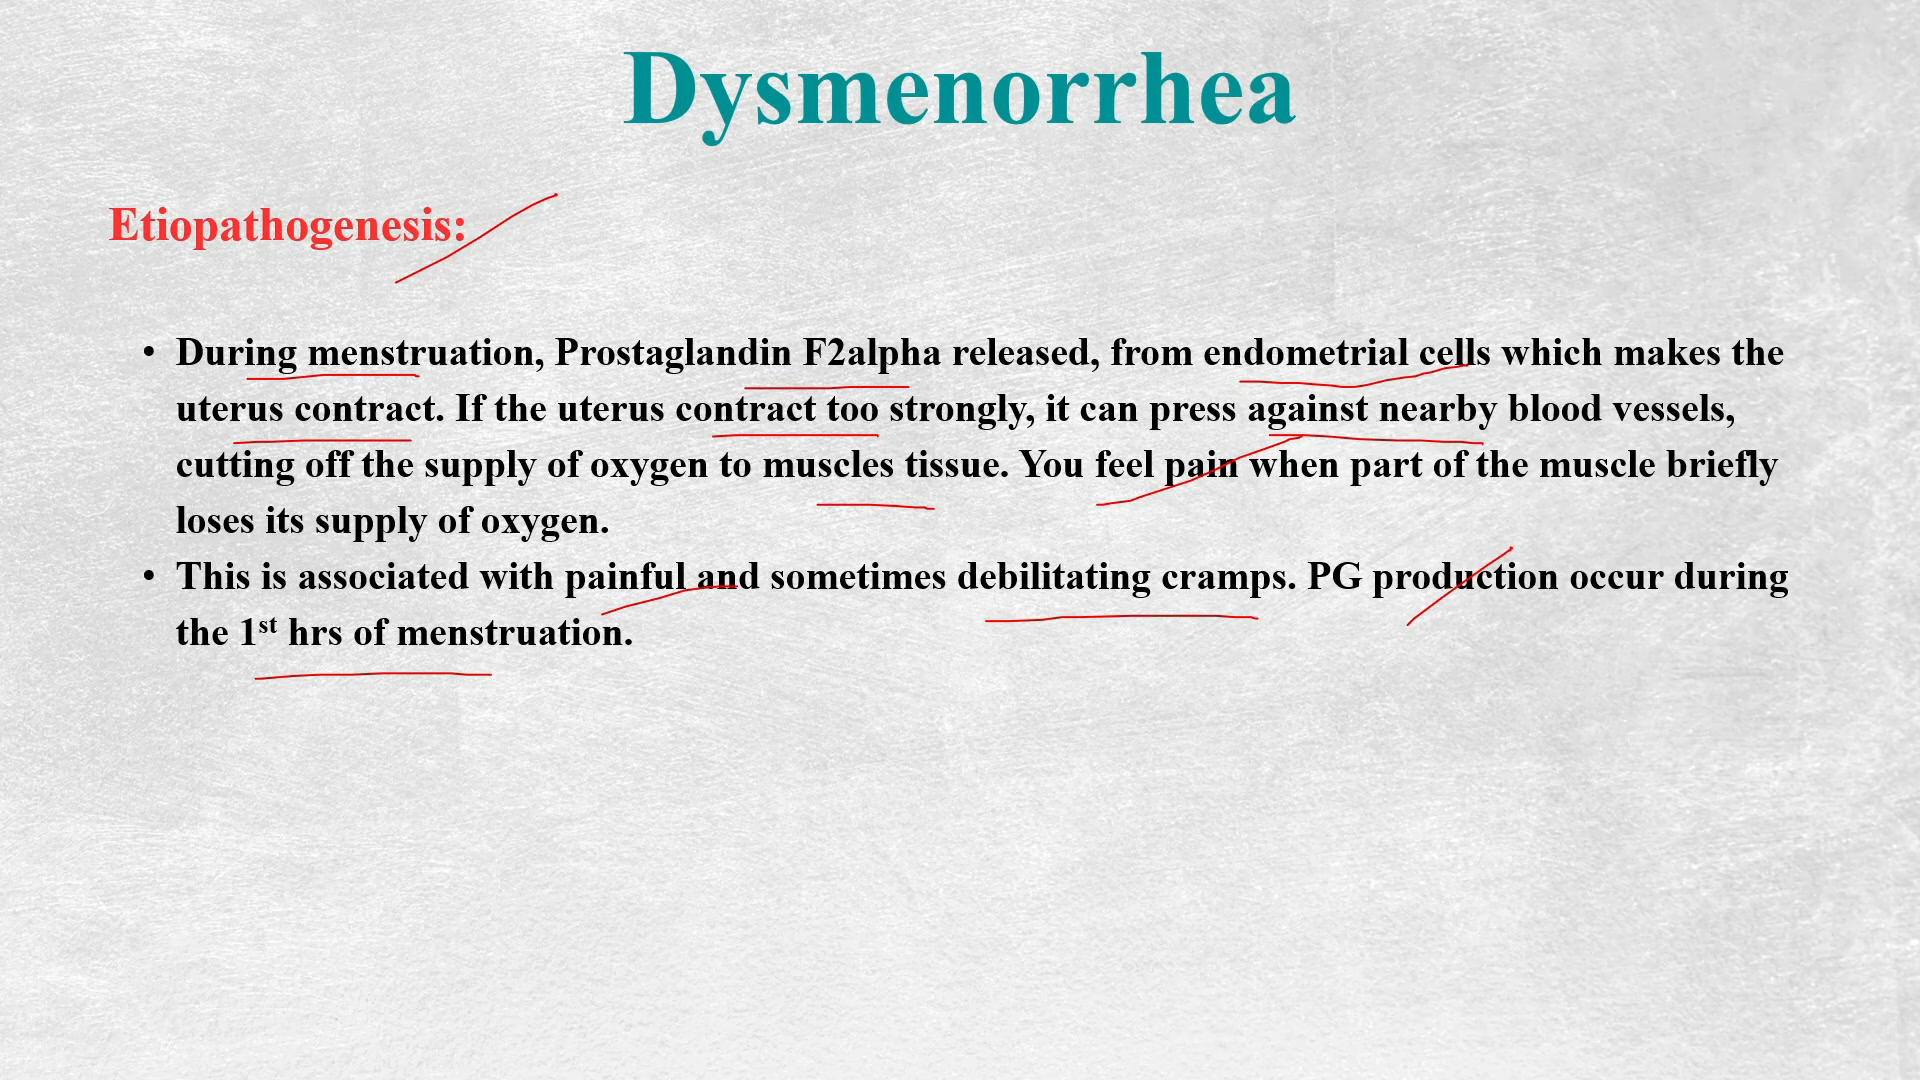 Dysmenorrhea
Etiopathogenesis:
• During menstruation, Prostaglandin F2alpha released, from endometrial cells which makes the
uterus contract. If the uterus contract too strongly, it can press against nearby blood vessels,
cutting off the supply of oxygen to muscles tissue. You feel pain when part of the muscle briefly
loses its supply of oxygen.
• This is associated with painful and sometimes debilitating cramps. PG production occur during
the 1st hrs of menstruation.